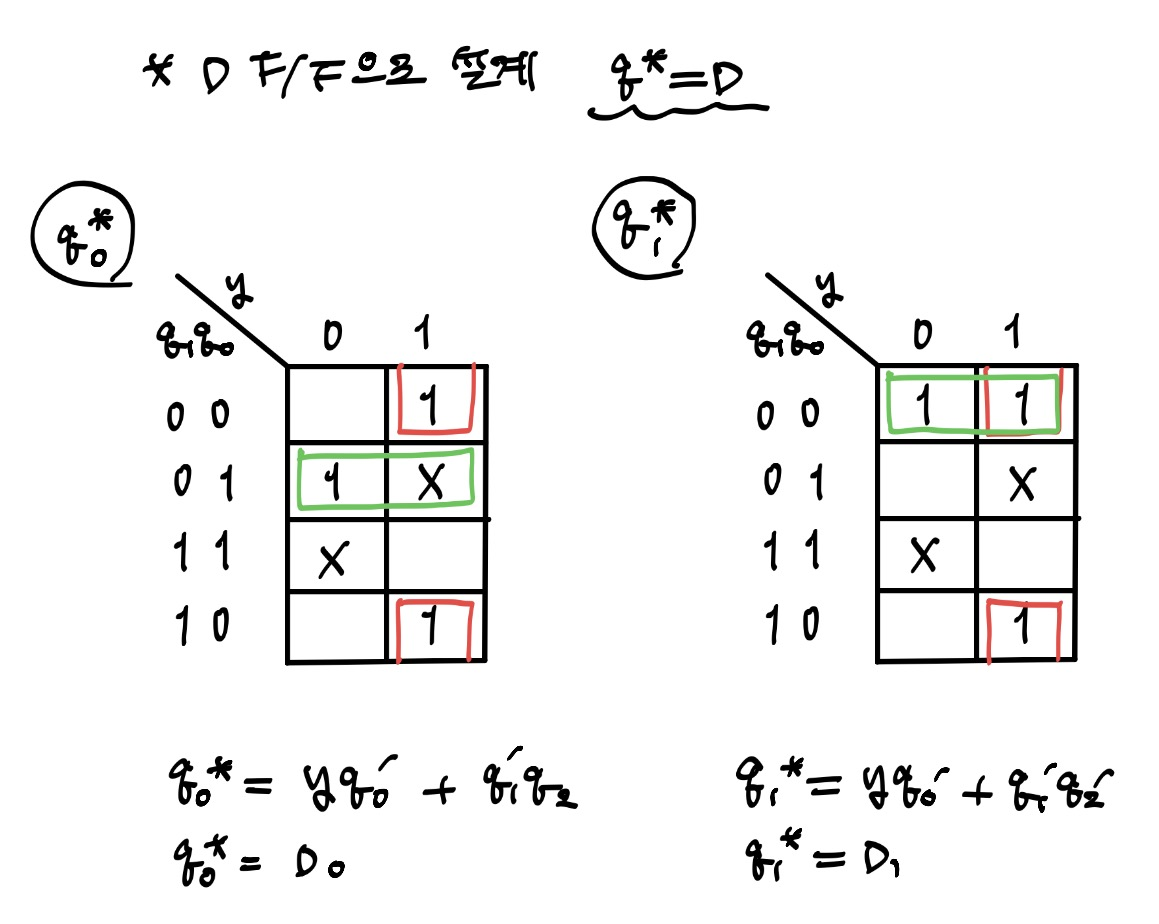 * D F/F으로 설계 q*=D
q₀* q₁*
y y
q₁q₀ 0 1 q₁q₀ 0 1
0 0 1 0 0 1 1
0 1 1 X 0 1 X
1 1 X 1 1 X
1 0 1 1 0 1
q₀* = yq₀' + q₁'q₂ q₁* = yq₀' + q₁'q₂'
q₀* = D₀ q₁* = D₁